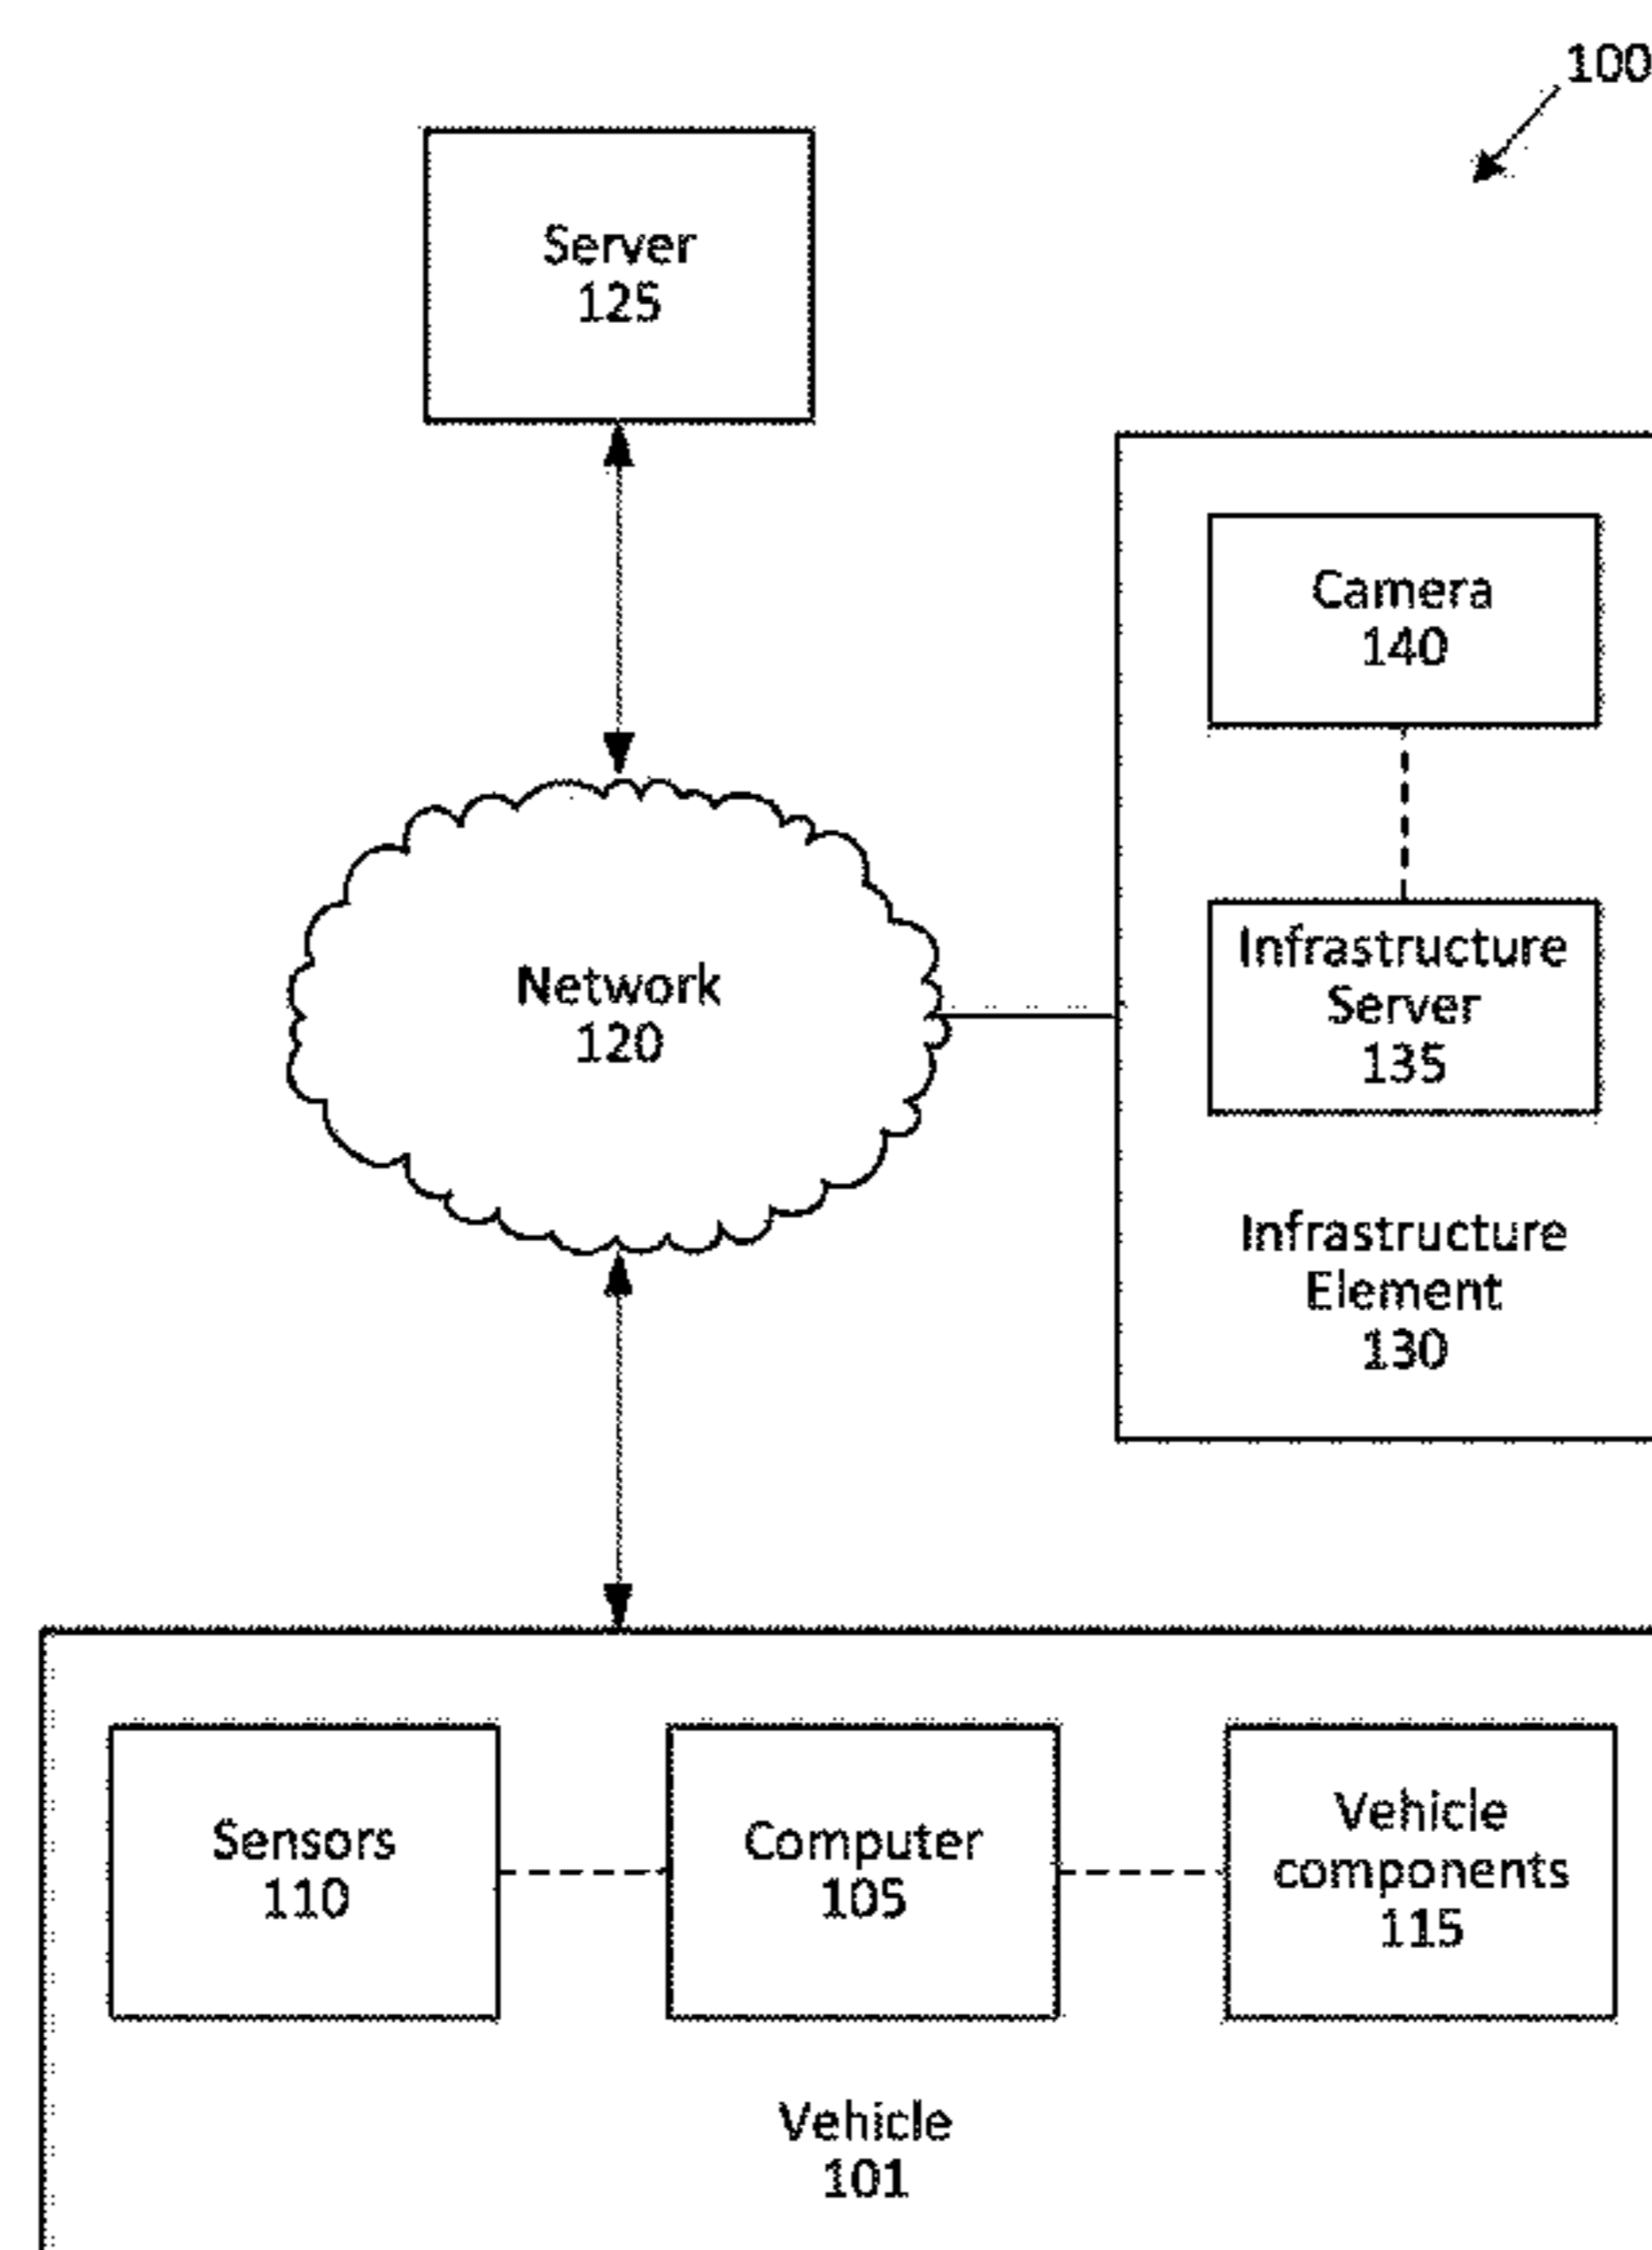 100
Server
125
Camera
140
Infrastructure
Server
135
Network
120
Infrastructure
Element
130
Sensors
110
Computer
105
Vehicle
components
115
Vehicle
101